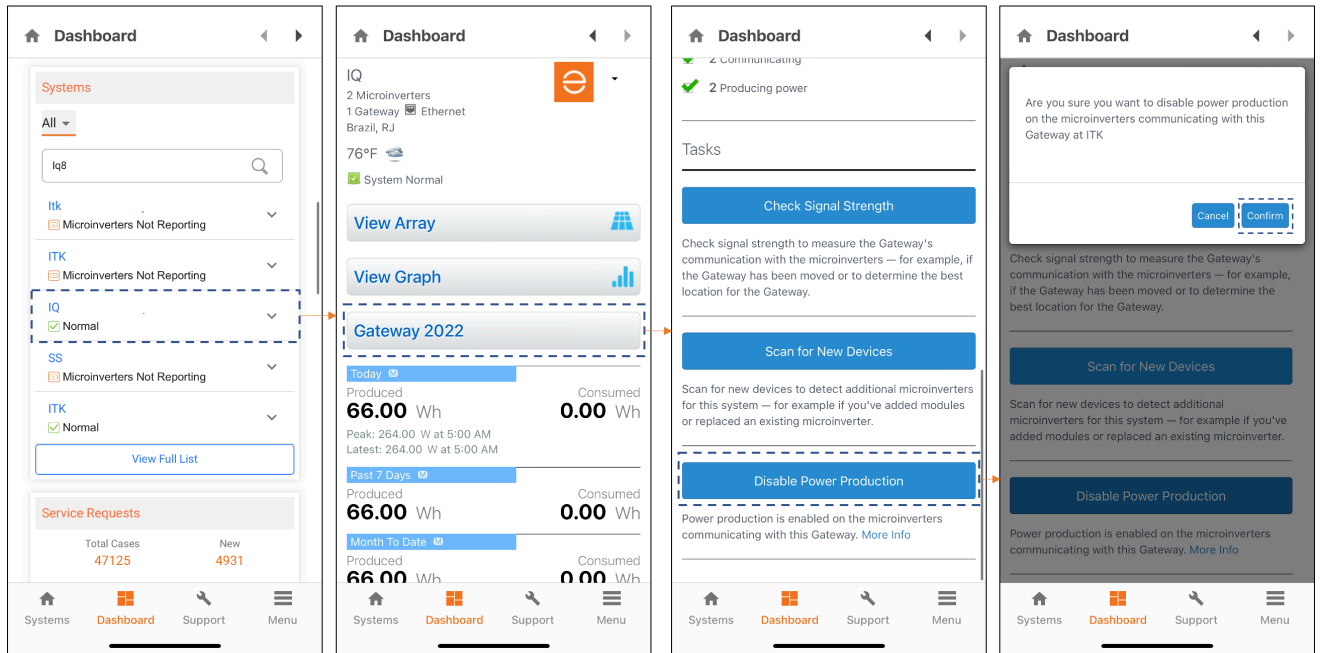 Dashboard
Systems
All
Iq8
Itk
Microinverters Not Reporting
ITK
Microinverters Not Reporting
IQ
Normal
SS
Microinverters Not Reporting
ITK
Normal
View Full List
Service Requests
Total Cases New
47125 4931
Systems Dashboard Support Menu
Dashboard
IQ
2 Microinverters
1 Gateway Ethernet
Brazil, RJ
76°F
System Normal
View Array
View Graph
Gateway 2022
Today M
Produced Consumed
66.00 Wh 0.00 Wh
Peak: 264.00 W at 5:00 AM
Latest: 264.00 W at 5:00 AM
Past 7 Days M
Produced Consumed
66.00 Wh 0.00 Wh
Month To Date M
Produced Consumed
66.00 Wh 0.00 Wh
Systems Dashboard Support Menu
Dashboard
2 Communicating
2 Producing power
Tasks
Check Signal Strength
Check signal strength to measure the Gateway's
communication with the microinverters — for example, if
the Gateway has been moved or to determine the best
location for the Gateway.
Scan for New Devices
Scan for new devices to detect additional microinverters
for this system — for example if you've added modules
or replaced an existing microinverter.
Disable Power Production
Power production is enabled on the microinverters
communicating with this Gateway. More Info
Systems Dashboard Support Menu
Dashboard
Are you sure you want to disable power production
on the microinverters communicating with this
Gateway at ITK
Cancel Confirm
Check signal strength to measure the Gateway's
communication with the microinverters — for example,
if the Gateway has been moved or to determine the
best location for the Gateway.
Scan for New Devices
Scan for new devices to detect additional
microinverters for this system — for example if you've
added modules or replaced an existing microinverter.
Disable Power Production
Power production is enabled on the microinverters
communicating with this Gateway. More Info
Systems Dashboard Support Menu